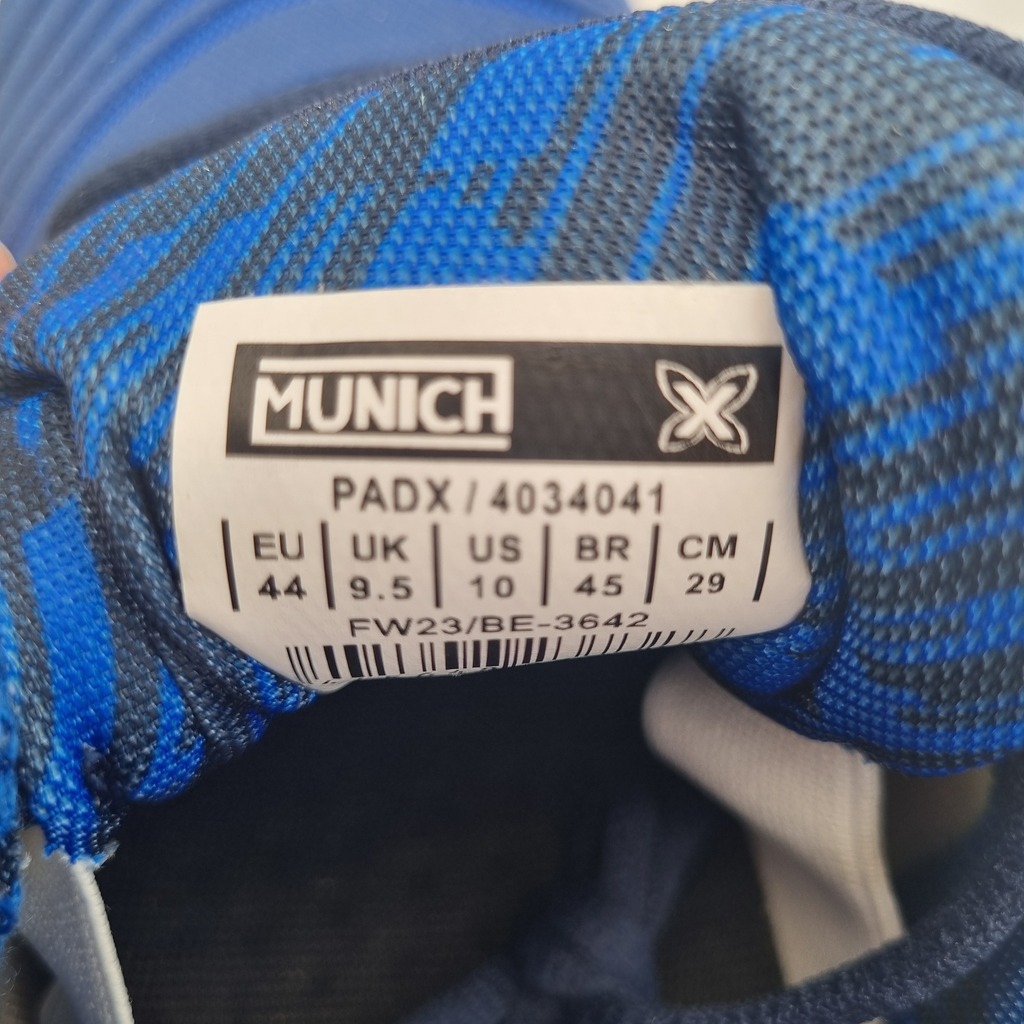 MUNICH X
PADX / 4034041
EU UK US BR CM
44 9.5 10 45 29
FW23/BE-3642